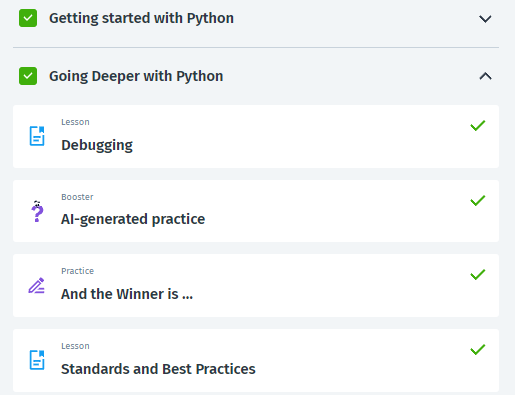 Getting started with Python
Going Deeper with Python
Lesson
Debugging
Booster
AI-generated practice
Practice
And the Winner is ...
Lesson
Standards and Best Practices